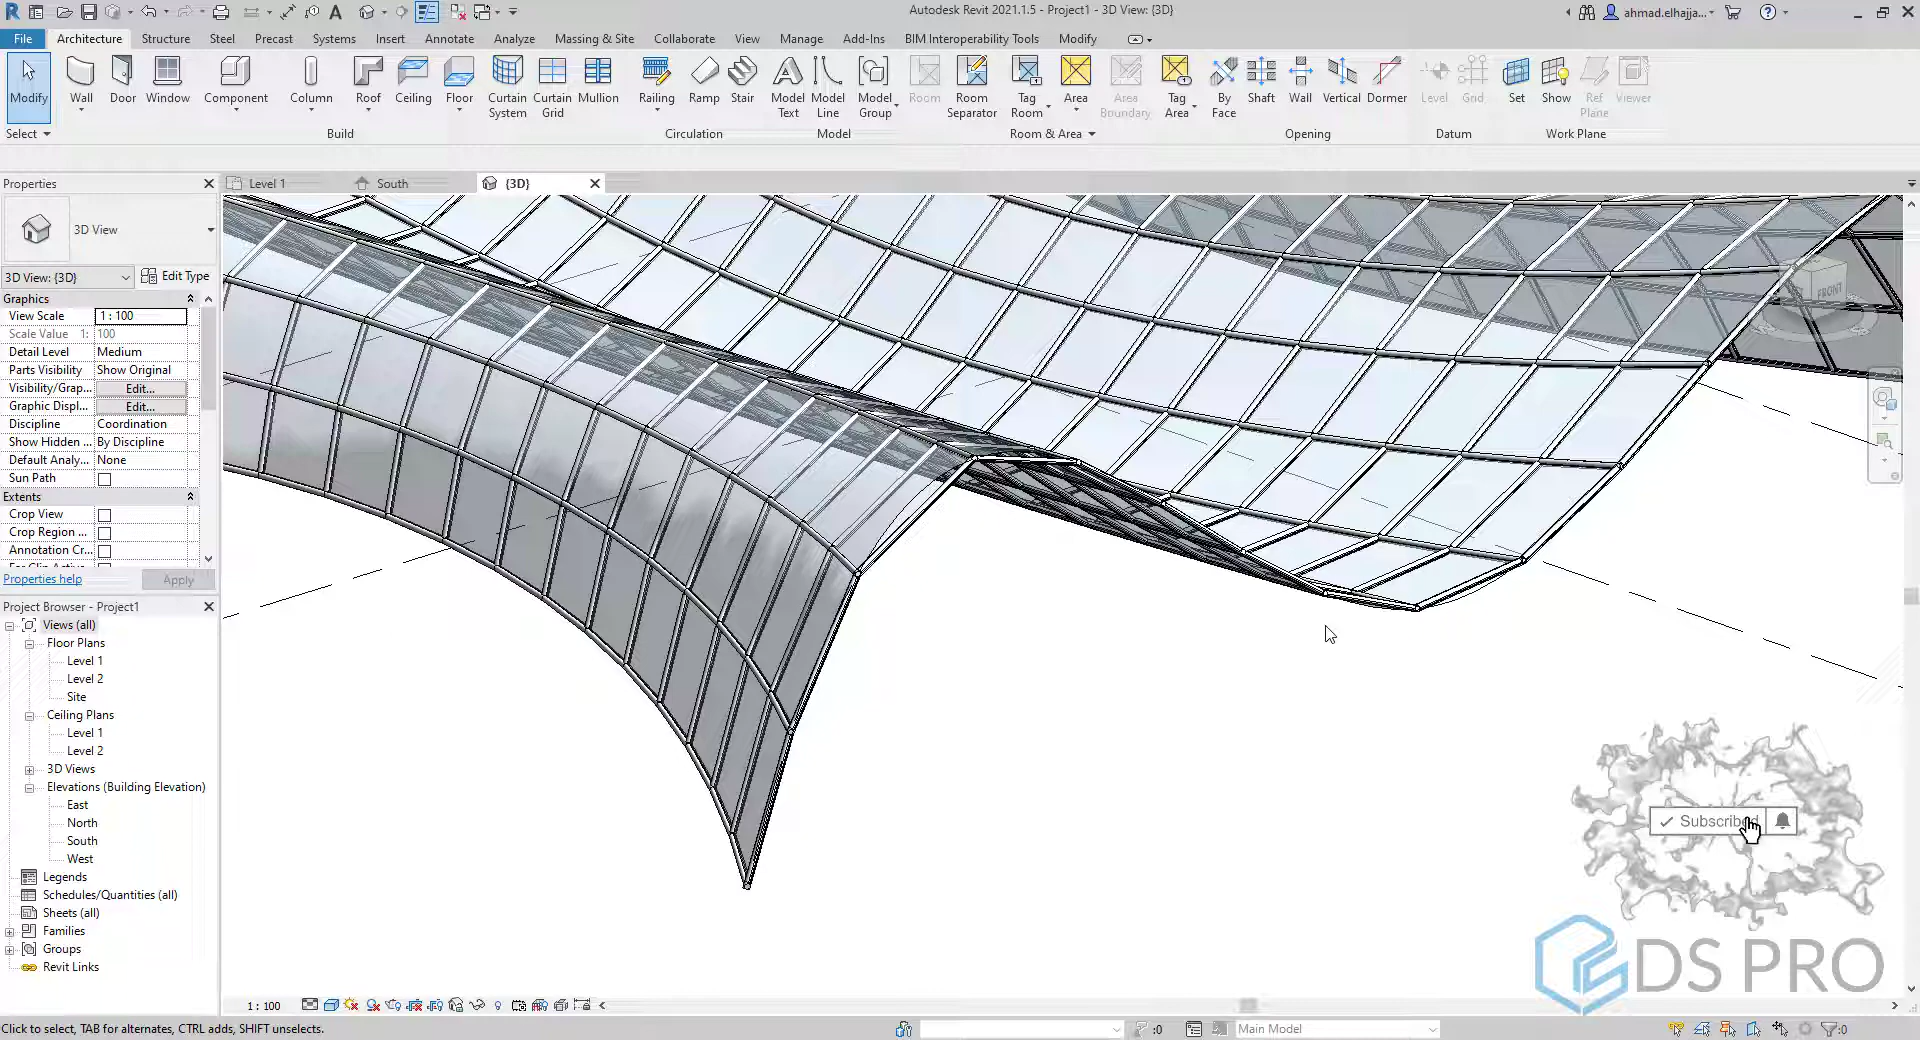 Autodesk Revit 2021.1.5 - Project1 - 3D View: {3D}
ahmad.elhajja...
File Architecture Structure Steel Precast Systems Insert Annotate Analyze Massing & Site Collaborate View Manage Add-Ins BIM Interoperability Tools Modify
Modify Wall Door Window Component Column Roof Ceiling Floor Curtain System Curtain Grid Mullion Railing Ramp Stair Model Text Model Line Model Group Room Room Separator Tag Room Area Area Boundary Tag Area By Face Shaft Wall Vertical Dormer Level Grid Set Show Ref Plane Viewer
Select Build Circulation Model Room & Area Opening Datum Work Plane
Properties
Level 1 South {3D}
3D View
3D View: {3D} Edit Type
Graphics
View Scale 1 : 100
Scale Value 1: 100
Detail Level Medium
Parts Visibility Show Original
Visibility/Grap... Edit...
Graphic Displ... Edit...
Discipline Coordination
Show Hidden ... By Discipline
Default Analy... None
Sun Path
Extents
Crop View
Crop Region ...
Annotation Cr...
Properties help Apply
Project Browser - Project1
Views (all)
Floor Plans
Level 1
Level 2
Site
Ceiling Plans
Level 1
Level 2
3D Views
Elevations (Building Elevation)
East
North
South
West
Legends
Schedules/Quantities (all)
Sheets (all)
Families
Groups
Revit Links
FRONT
Subscribed
DS PRO
1 : 100
Click to select, TAB for alternates, CTRL adds, SHIFT unselects.
:0
Main Model
:0